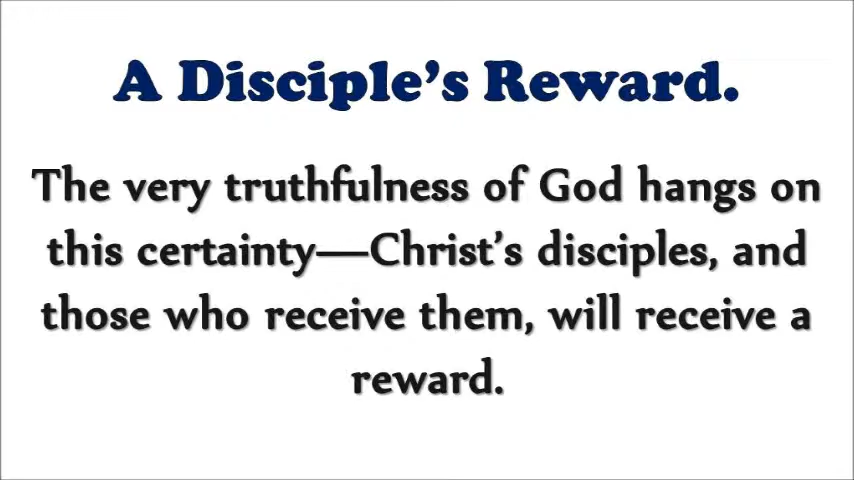 A Disciple’s Reward.
The very truthfulness of God hangs on
this certainty—Christ’s disciples, and
those who receive them, will receive a
reward.